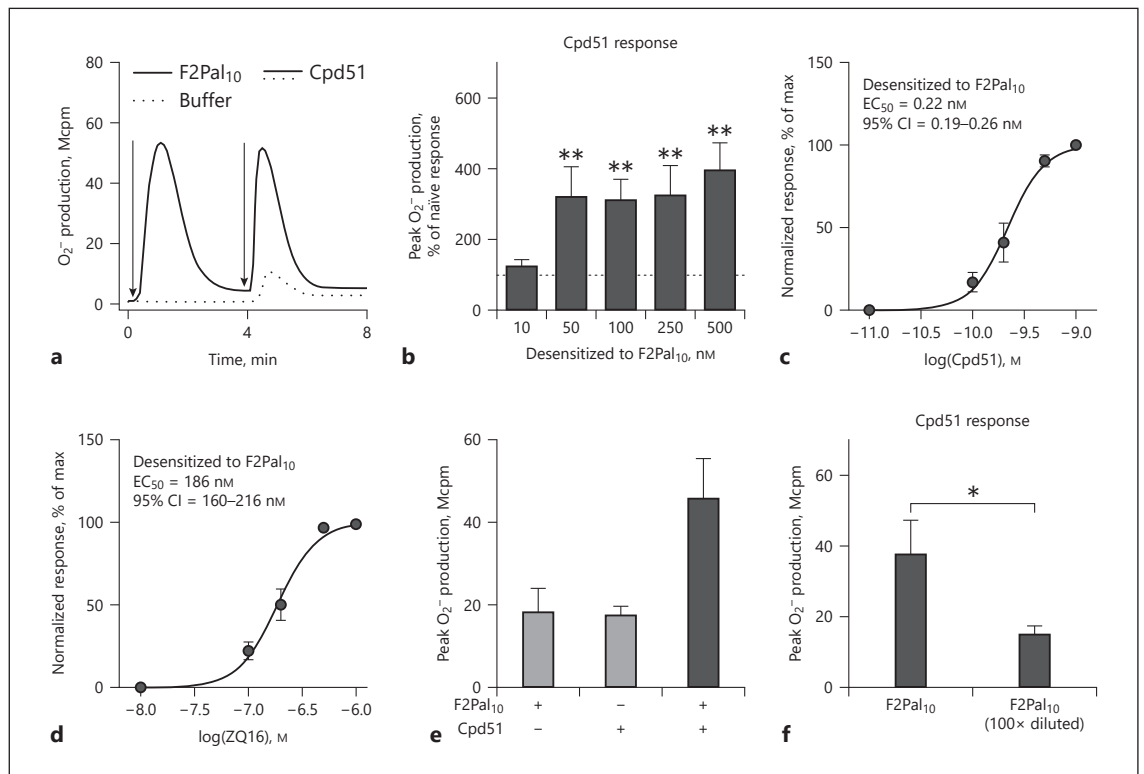 80
60
40
20
0
O₂⁻ production, Mcpm
F2Pal₁₀
Cpd51
Buffer
0
4
8
Time, min
a
Cpd51 response
600
400
200
0
Peak O₂⁻ production,
% of naïve response
**
**
**
**
10
50
100
250
500
Desensitized to F2Pal₁₀, nM
b
150
100
50
0
Normalized response, % of max
Desensitized to F2Pal₁₀
EC₅₀ = 0.22 nM
95% CI = 0.19–0.26 nM
−11.0
−10.5
−10.0
−9.5
−9.0
log(Cpd51), M
c
150
100
50
0
Normalized response, % of max
Desensitized to F2Pal₁₀
EC₅₀ = 186 nM
95% CI = 160–216 nM
−8.0
−7.5
−7.0
−6.5
−6.0
log(ZQ16), M
d
60
40
20
0
Peak O₂⁻ production, Mcpm
F2Pal₁₀ + − +
Cpd51 − + +
e
Cpd51 response
80
60
40
20
0
Peak O₂⁻ production, Mcpm
*
F2Pal₁₀
F2Pal₁₀
(100× diluted)
f